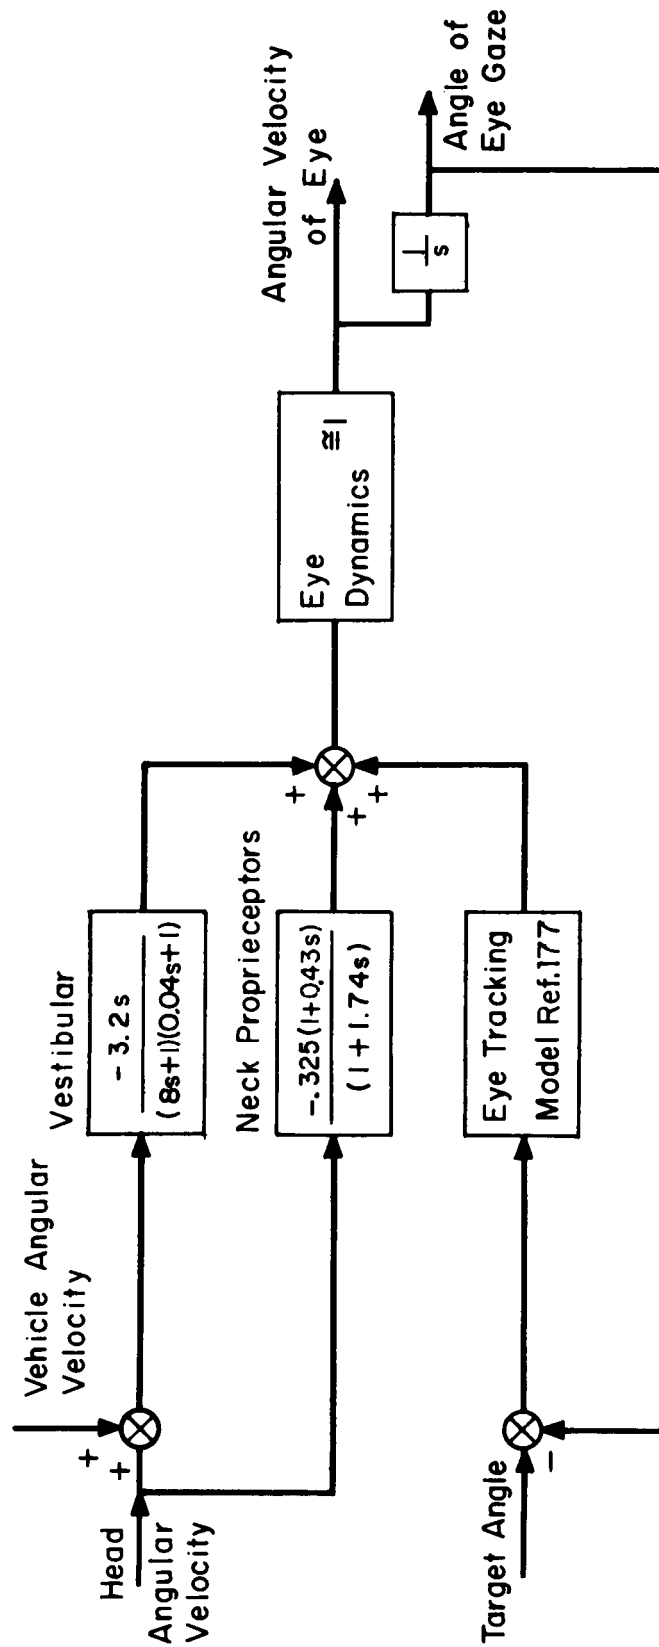 Vehicle Angular
Velocity
+
+
Head
Angular
Velocity
Vestibular
-3.2s
(8s+1)(0.04s+1)
Neck Proprieceptors
-.325(1+0.43s)
(1+1.74s)
Target Angle
-
Eye Tracking
Model Ref.177
+
+
+
Eye
Dynamics ≅1
Angular Velocity
of Eye
1
s
Angle of
Eye Gaze